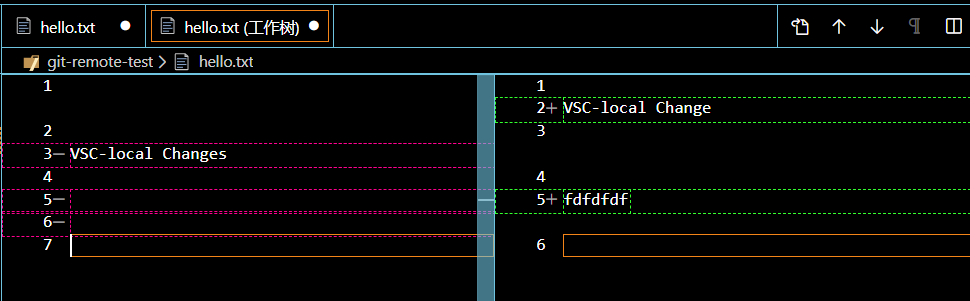 hello.txt
hello.txt (工作树)
git-remote-test > hello.txt
1 1
2+ VSC-local Change
2 3
3− VSC-local Changes
4 4
5− 5+ fdfdfdf
6−
7 6